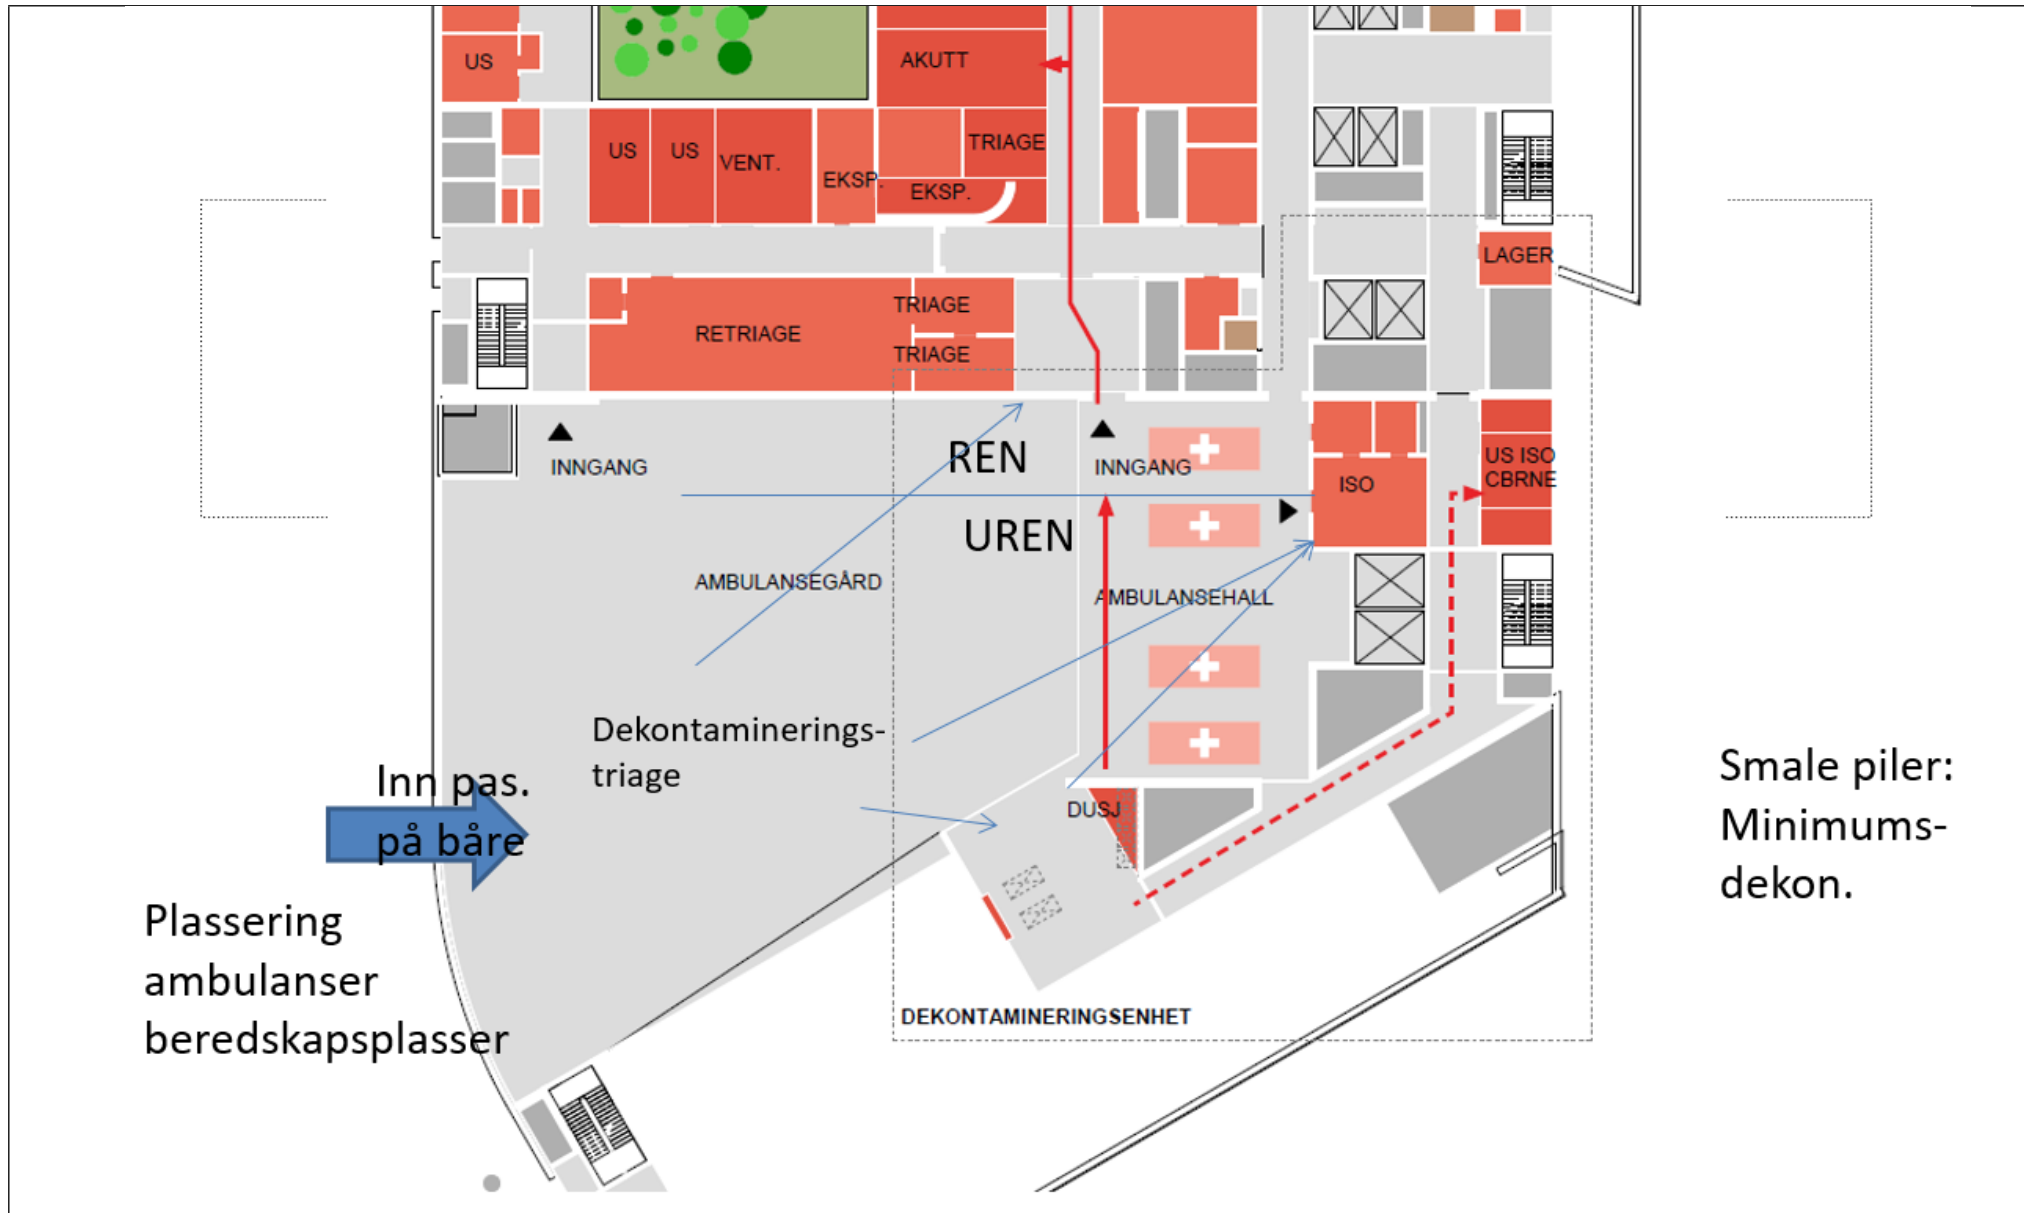 US
AKUTT
US
US
VENT.
EKSP.
TRIAGE
EKSP.
LAGER
TRIAGE
RETRIAGE
TRIAGE
INNGANG
REN
INNGANG
ISO
US ISO
CBRNE
UREN
AMBULANSEGÅRD
AMBULANSEHALL
Dekontaminerings-
triage
Inn pas.
på båre
DUSJ
Smale piler:
Minimums-
dekon.
Plassering
ambulanser
beredskapsplasser
DEKONTAMINERINGSENHET